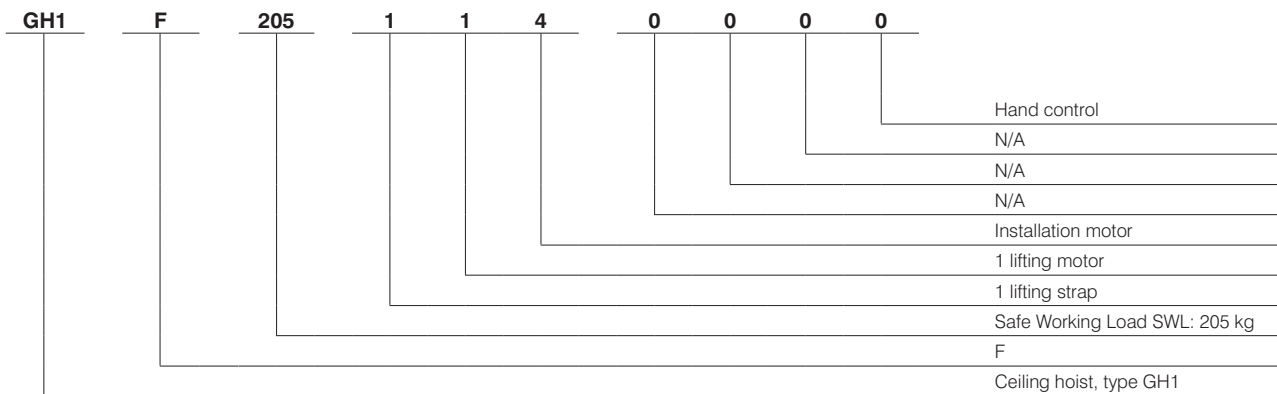 GH1 F 205 1 1 4 0 0 0 0
Hand control
N/A
N/A
N/A
Installation motor
1 lifting motor
1 lifting strap
Safe Working Load SWL: 205 kg
F
Ceiling hoist, type GH1